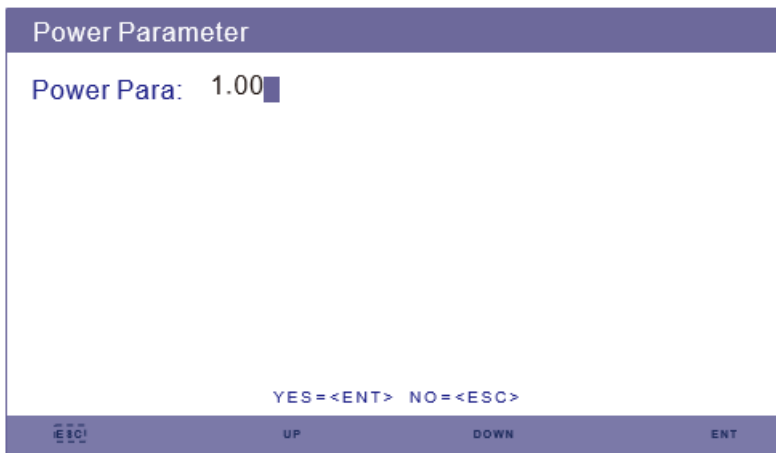 Power Parameter
Power Para: 1.00
YES=<ENT> NO=<ESC>
ESC UP DOWN ENT